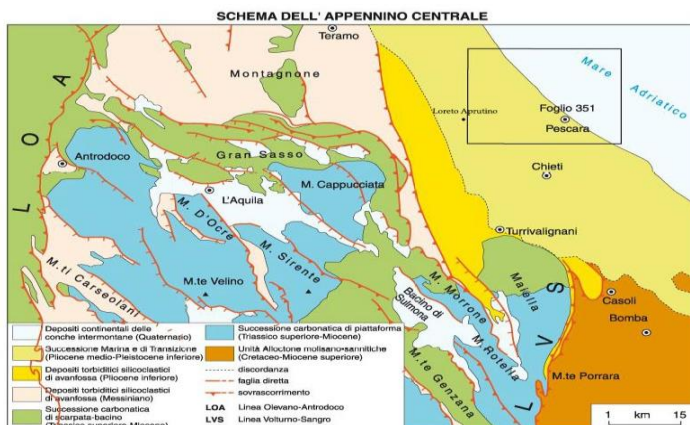 SCHEMA DELL' APPENNINO CENTRALE
Teramo
Montagnone
Mare Adriatico
Loreto Aprutino
Foglio 351
Pescara
L O A
Antrodoco
Gran Sasso
M. Cappucciata
Chieti
L'Aquila
M. D'Ocre
Turrivalignani
M. Sirente
M.te Velino
M.ti Carseolani
M. Morrone
Maiella
Bacino di
Sulmona
Casoli
Bomba
M. Rotella
L V S
M.te Porrara
M.te Genzana
Depositi continentali delle
conche intermontane (Quaternario)
Successione Marina e di Transizione
(Pliocene medio-Pleistocene inferiore)
Depositi torbiditici silicoclastici
di avanfossa (Pliocene inferiore)
Depositi torbiditici silicoclastici
di avanfossa (Messiniano)
Successione carbonatica
di scarpata-bacino
(Triassico superiore-Miocene)
Successione carbonatica di piattaforma
(Triassico superiore-Miocene)
Unità Alloctone molisano-sannitiche
(Cretaceo-Miocene superiore)
discordanza
faglia diretta
sovrascorrimento
LOA Linea Olevano-Antrodoco
LVS Linea Volturno-Sangro
1 km 15